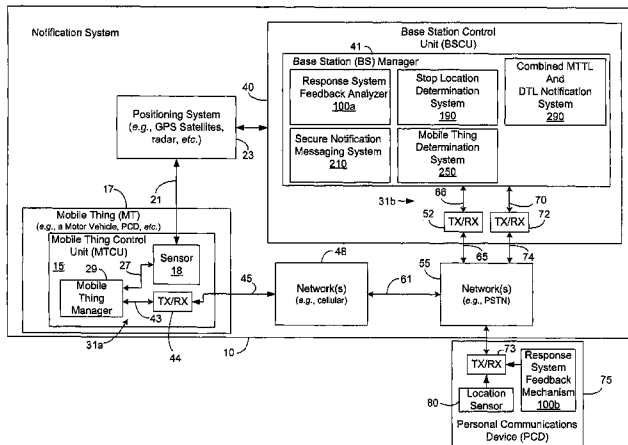 Notification System
Base Station Control
Unit (BSCU)
41
Base Station (BS) Manager
40
Response System
Feedback Analyzer
100a
Stop Location
Determination
System
190
Combined MTTL
And
DTL Notification
System
290
Secure Notification
Messaging System
210
Mobile Thing
Determination
System
250
Positioning System
(e.g., GPS Satellites,
radar, etc.)
23
17
21
66
70
31b
52
TX/RX
TX/RX
72
Mobile Thing (MT)
(e.g., a Motor Vehicle, PCD, etc.)
Mobile Thing Control
Unit (MTCU)
15
29
27
Sensor
18
Mobile Thing
Manager
43
TX/RX
44
31a
45
48
Network(s)
(e.g., cellular)
61
55
65
74
Network(s)
(e.g., PSTN)
10
73
TX/RX
Response
System
Feedback
Mechanism
100b
75
80
Location
Sensor
Personal Communications
Device (PCD)